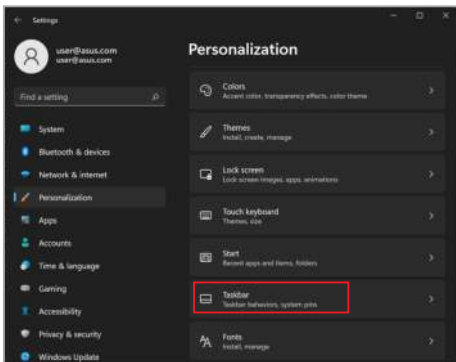 Settings
user@asus.com
user@asus.com
Find a setting
System
Bluetooth & devices
Network & internet
Personalization
Apps
Accounts
Time & language
Gaming
Accessibility
Privacy & security
Windows Update
Personalization
Colors
Accent color, transparency effects, color theme
Themes
Install, create, manage
Lock screen
Lock screen images, apps, animations
Touch keyboard
Themes, size
Start
Recent apps and items, folders
Taskbar
Taskbar behaviors, system pins
Fonts
Install, manage